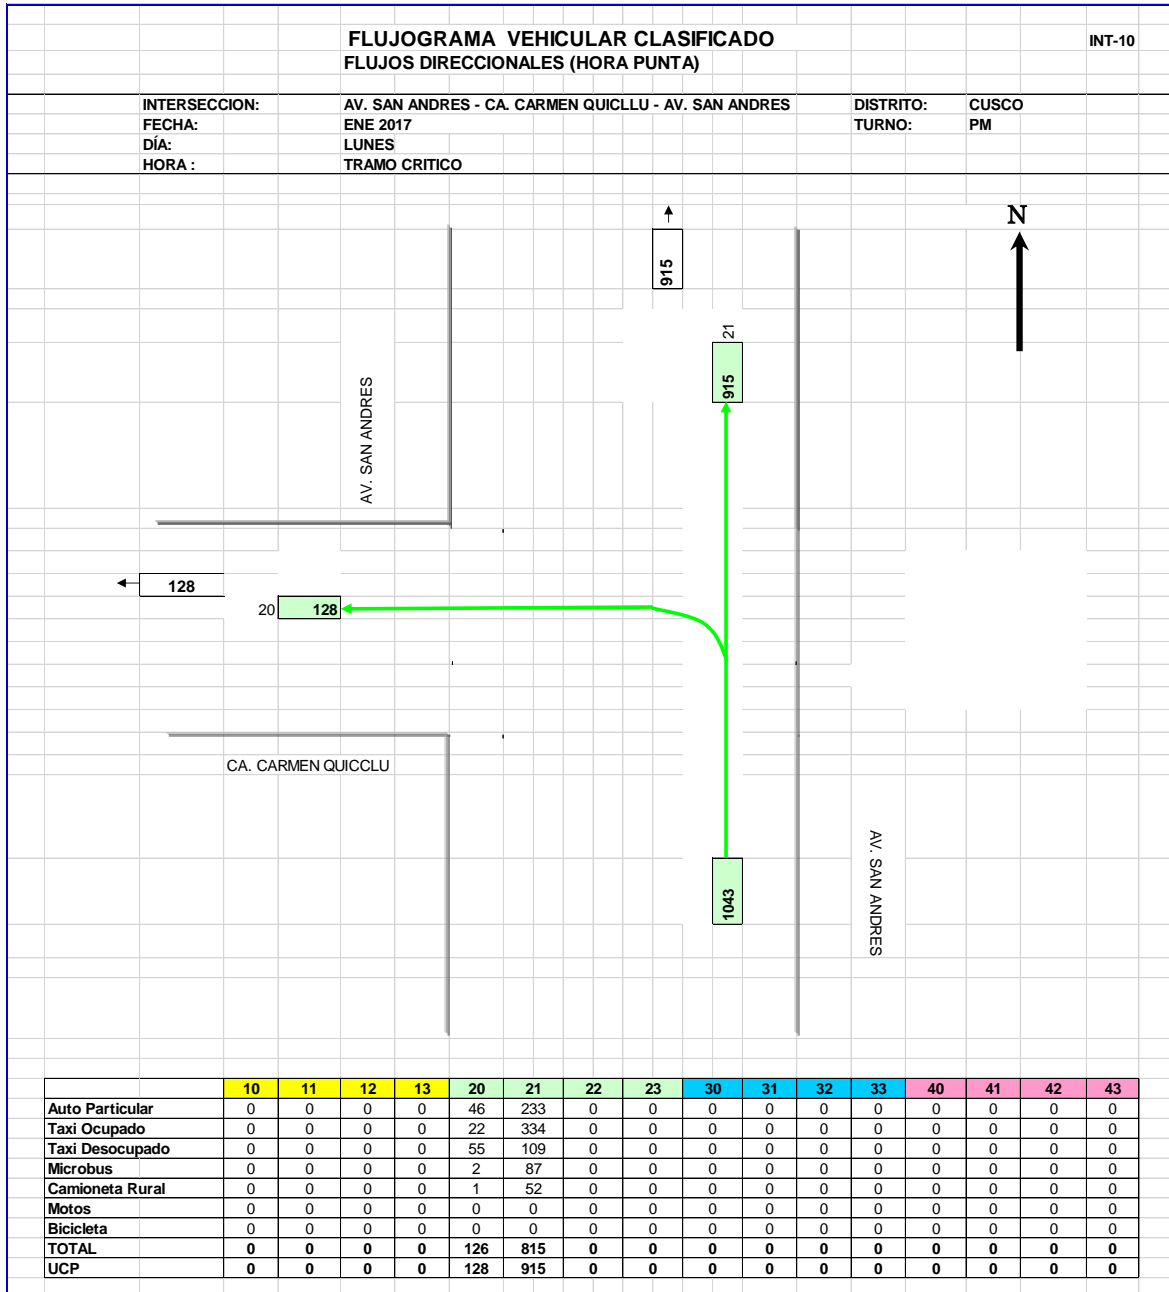 FLUJOGRAMA VEHICULAR CLASIFICADO INT-10
FLUJOS DIRECCIONALES (HORA PUNTA)
INTERSECCION: AV. SAN ANDRES - CA. CARMEN QUICLLU - AV. SAN ANDRES DISTRITO: CUSCO
FECHA: ENE 2017 TURNO: PM
DÍA: LUNES
HORA : TRAMO CRITICO
N
915
21
915
AV. SAN ANDRES
128
20 128
CA. CARMEN QUICCLU
AV. SAN ANDRES
1043
10 11 12 13 20 21 22 23 30 31 32 33 40 41 42 43
Auto Particular 0 0 0 0 46 233 0 0 0 0 0 0 0 0 0 0
Taxi Ocupado 0 0 0 0 22 334 0 0 0 0 0 0 0 0 0 0
Taxi Desocupado 0 0 0 0 55 109 0 0 0 0 0 0 0 0 0 0
Microbus 0 0 0 0 2 87 0 0 0 0 0 0 0 0 0 0
Camioneta Rural 0 0 0 0 1 52 0 0 0 0 0 0 0 0 0 0
Motos 0 0 0 0 0 0 0 0 0 0 0 0 0 0 0 0
Bicicleta 0 0 0 0 0 0 0 0 0 0 0 0 0 0 0 0
TOTAL 0 0 0 0 126 815 0 0 0 0 0 0 0 0 0 0
UCP 0 0 0 0 128 915 0 0 0 0 0 0 0 0 0 0